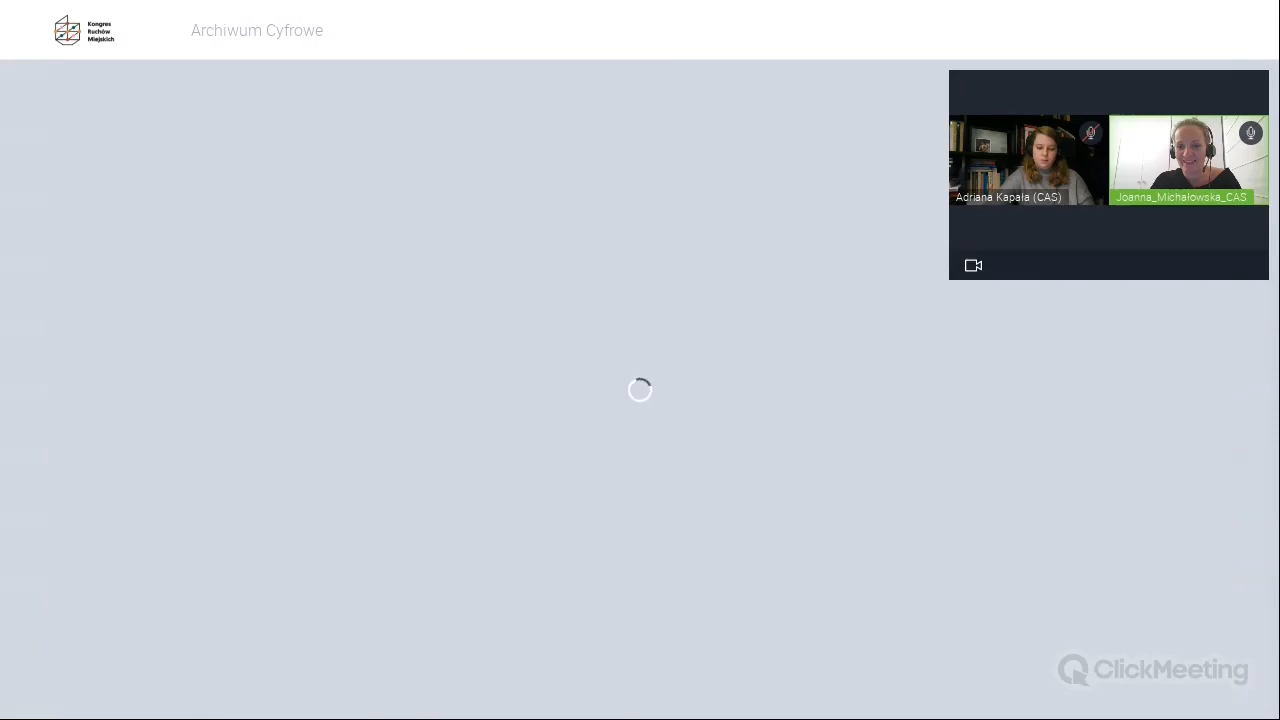 Kongres
Ruchów
Miejskich
Archiwum Cyfrowe
Adriana Kapała (CAS)
Joanna_Michałowska_CAS
ClickMeeting